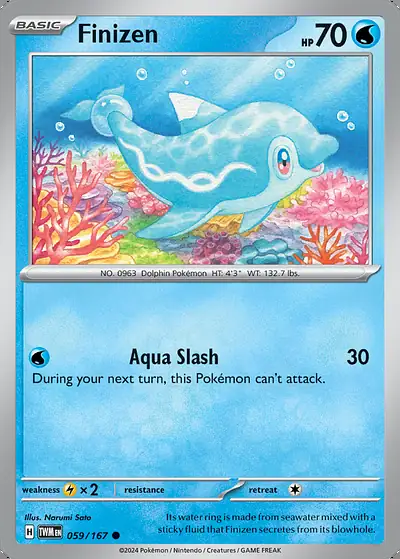 BASIC Finizen HP 70
NO. 0963 Dolphin Pokémon HT: 4'3" WT: 132.7 lbs.
Aqua Slash 30
During your next turn, this Pokémon can't attack.
weakness ×2 resistance retreat
Illus. Narumi Sato
Its water ring is made from seawater mixed with a
sticky fluid that Finizen secretes from its blowhole.
H TWM EN 059/167
©2024 Pokémon / Nintendo / Creatures / GAME FREAK